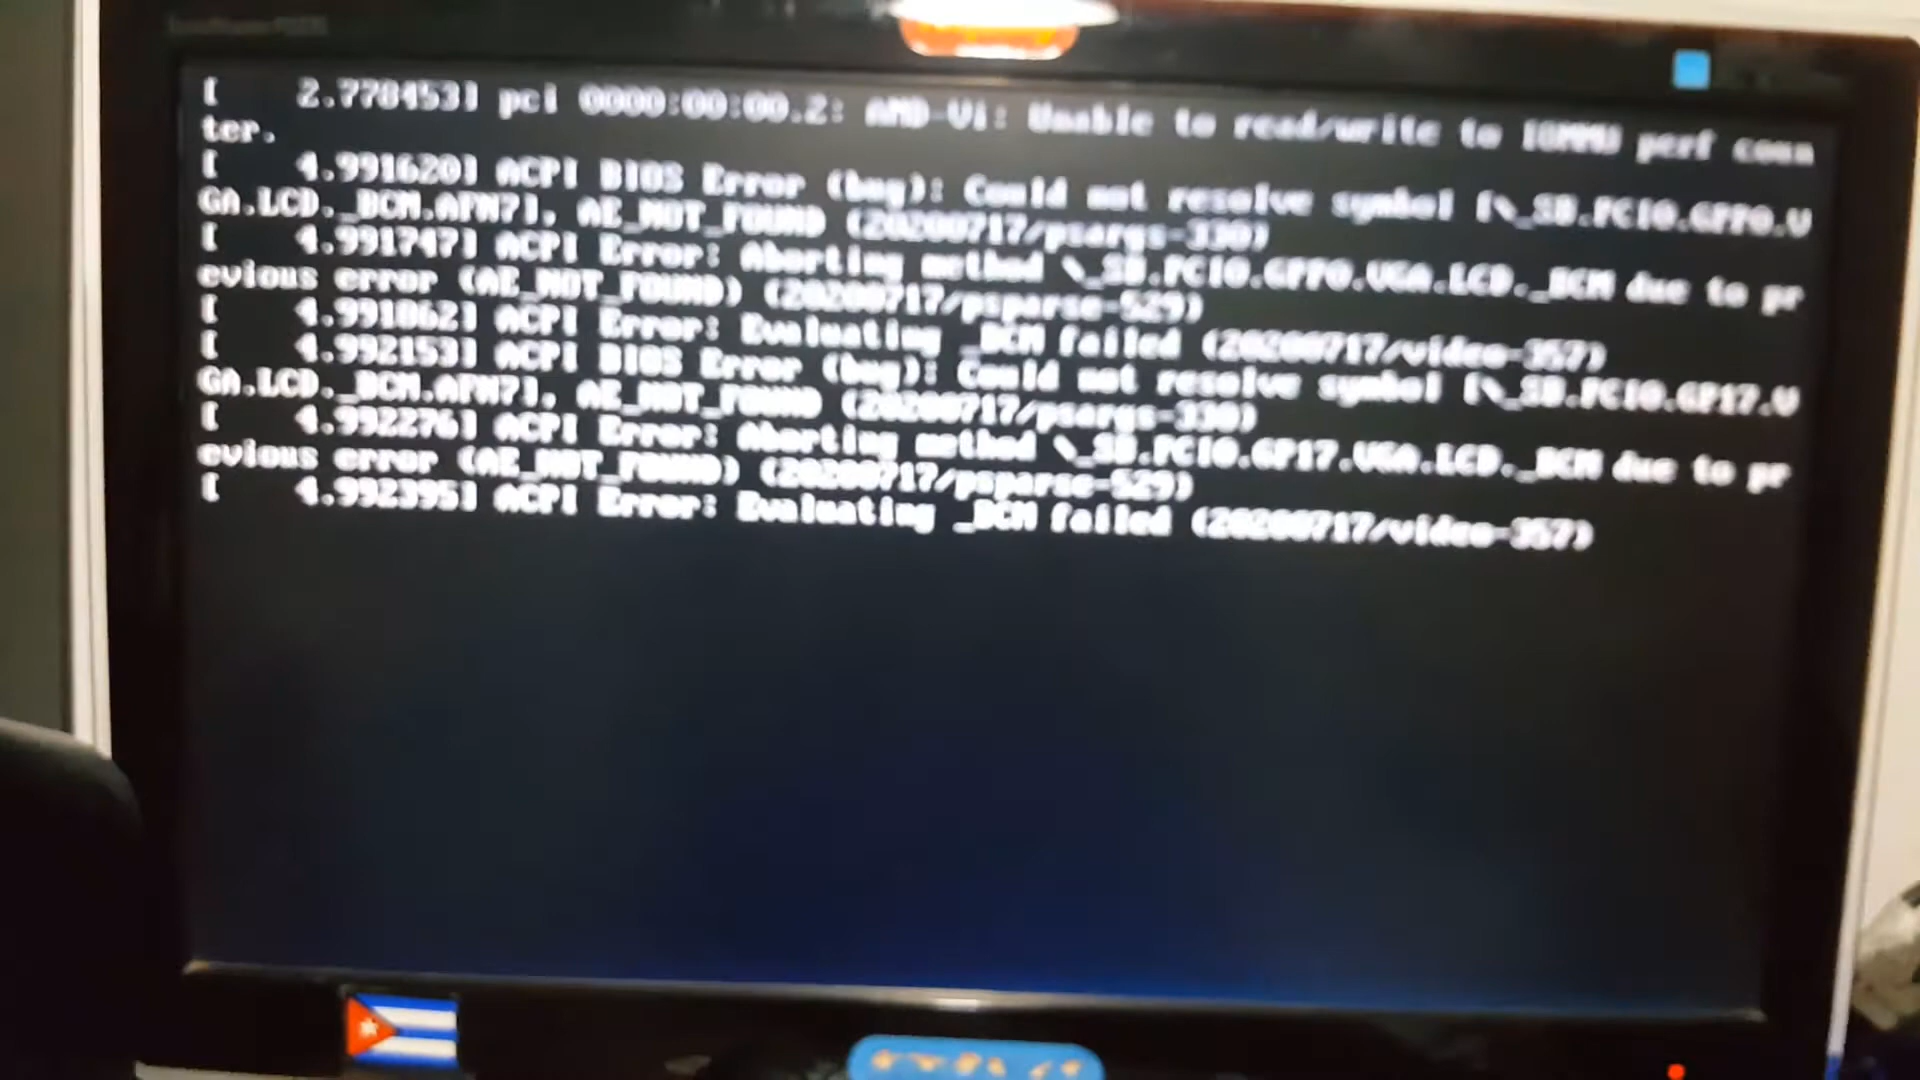 [    2.778453] pci 0000:00:00.2: AMD-Vi: Unable to read/write to IOMMU perf coun
ter.
[    4.991620] ACPI BIOS Error (bug): Could not resolve symbol [\_SB.PCI0.GPP0.V
GA.LCD._BCM.AFN7], AE_NOT_FOUND (20200717/psargs-330)
[    4.991747] ACPI Error: Aborting method \_SB.PCI0.GPP0.VGA.LCD._BCM due to pr
evious error (AE_NOT_FOUND) (20200717/psparse-529)
[    4.991862] ACPI Error: Evaluating _BCM failed (20200717/video-357)
[    4.992153] ACPI BIOS Error (bug): Could not resolve symbol [\_SB.PCI0.GP17.V
GA.LCD._BCM.AFN7], AE_NOT_FOUND (20200717/psargs-330)
[    4.992276] ACPI Error: Aborting method \_SB.PCI0.GP17.VGA.LCD._BCM due to pr
evious error (AE_NOT_FOUND) (20200717/psparse-529)
[    4.992395] ACPI Error: Evaluating _BCM failed (20200717/video-357)